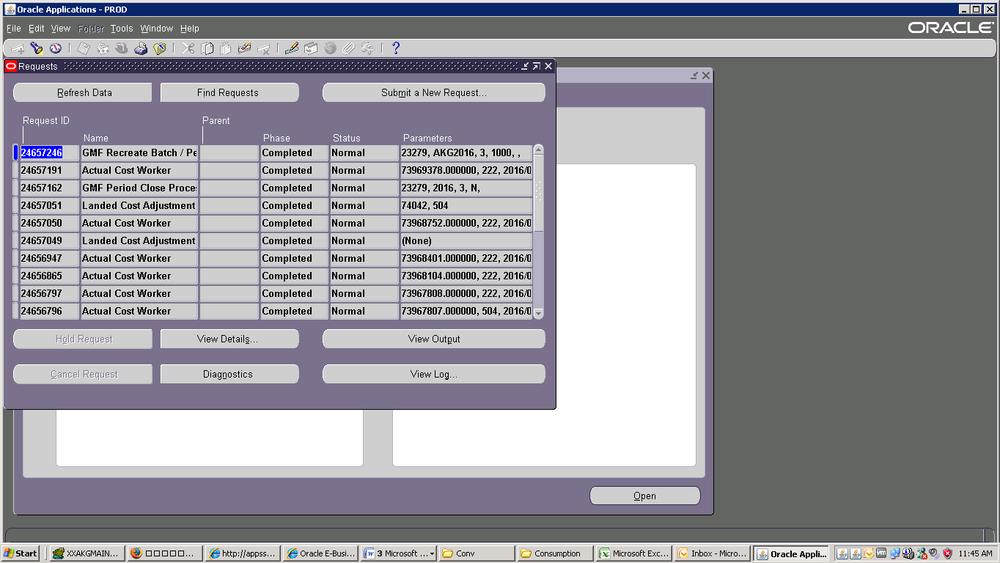 Oracle Applications - PROD
File Edit View Folder Tools Window Help
ORACLE
Requests
Refresh Data Find Requests Submit a New Request...
Request ID Parent
Name Phase Status Parameters
24657246 GMF Recreate Batch / Pe Completed Normal 23279, AKG2016, 3, 1000, ,
24657191 Actual Cost Worker Completed Normal 73969378.000000, 222, 2016/0
24657162 GMF Period Close Proce Completed Normal 23279, 2016, 3, N,
24657051 Landed Cost Adjustment Completed Normal 74042, 504
24657050 Actual Cost Worker Completed Normal 73968752.000000, 222, 2016/0
24657049 Landed Cost Adjustment Completed Normal (None)
24656947 Actual Cost Worker Completed Normal 73968401.000000, 222, 2016/0
24656865 Actual Cost Worker Completed Normal 73968104.000000, 222, 2016/0
24656797 Actual Cost Worker Completed Normal 73967808.000000, 222, 2016/0
24656796 Actual Cost Worker Completed Normal 73967807.000000, 504, 2016/0
Hold Request View Details... View Output
Cancel Request Diagnostics View Log...
Open
Start XXAKGMAIN... http://appss... Oracle E-Busi... 3 Microsoft ... Conv Consumption Microsoft Exc... Inbox - Micro... Oracle Appli... 11:45 AM